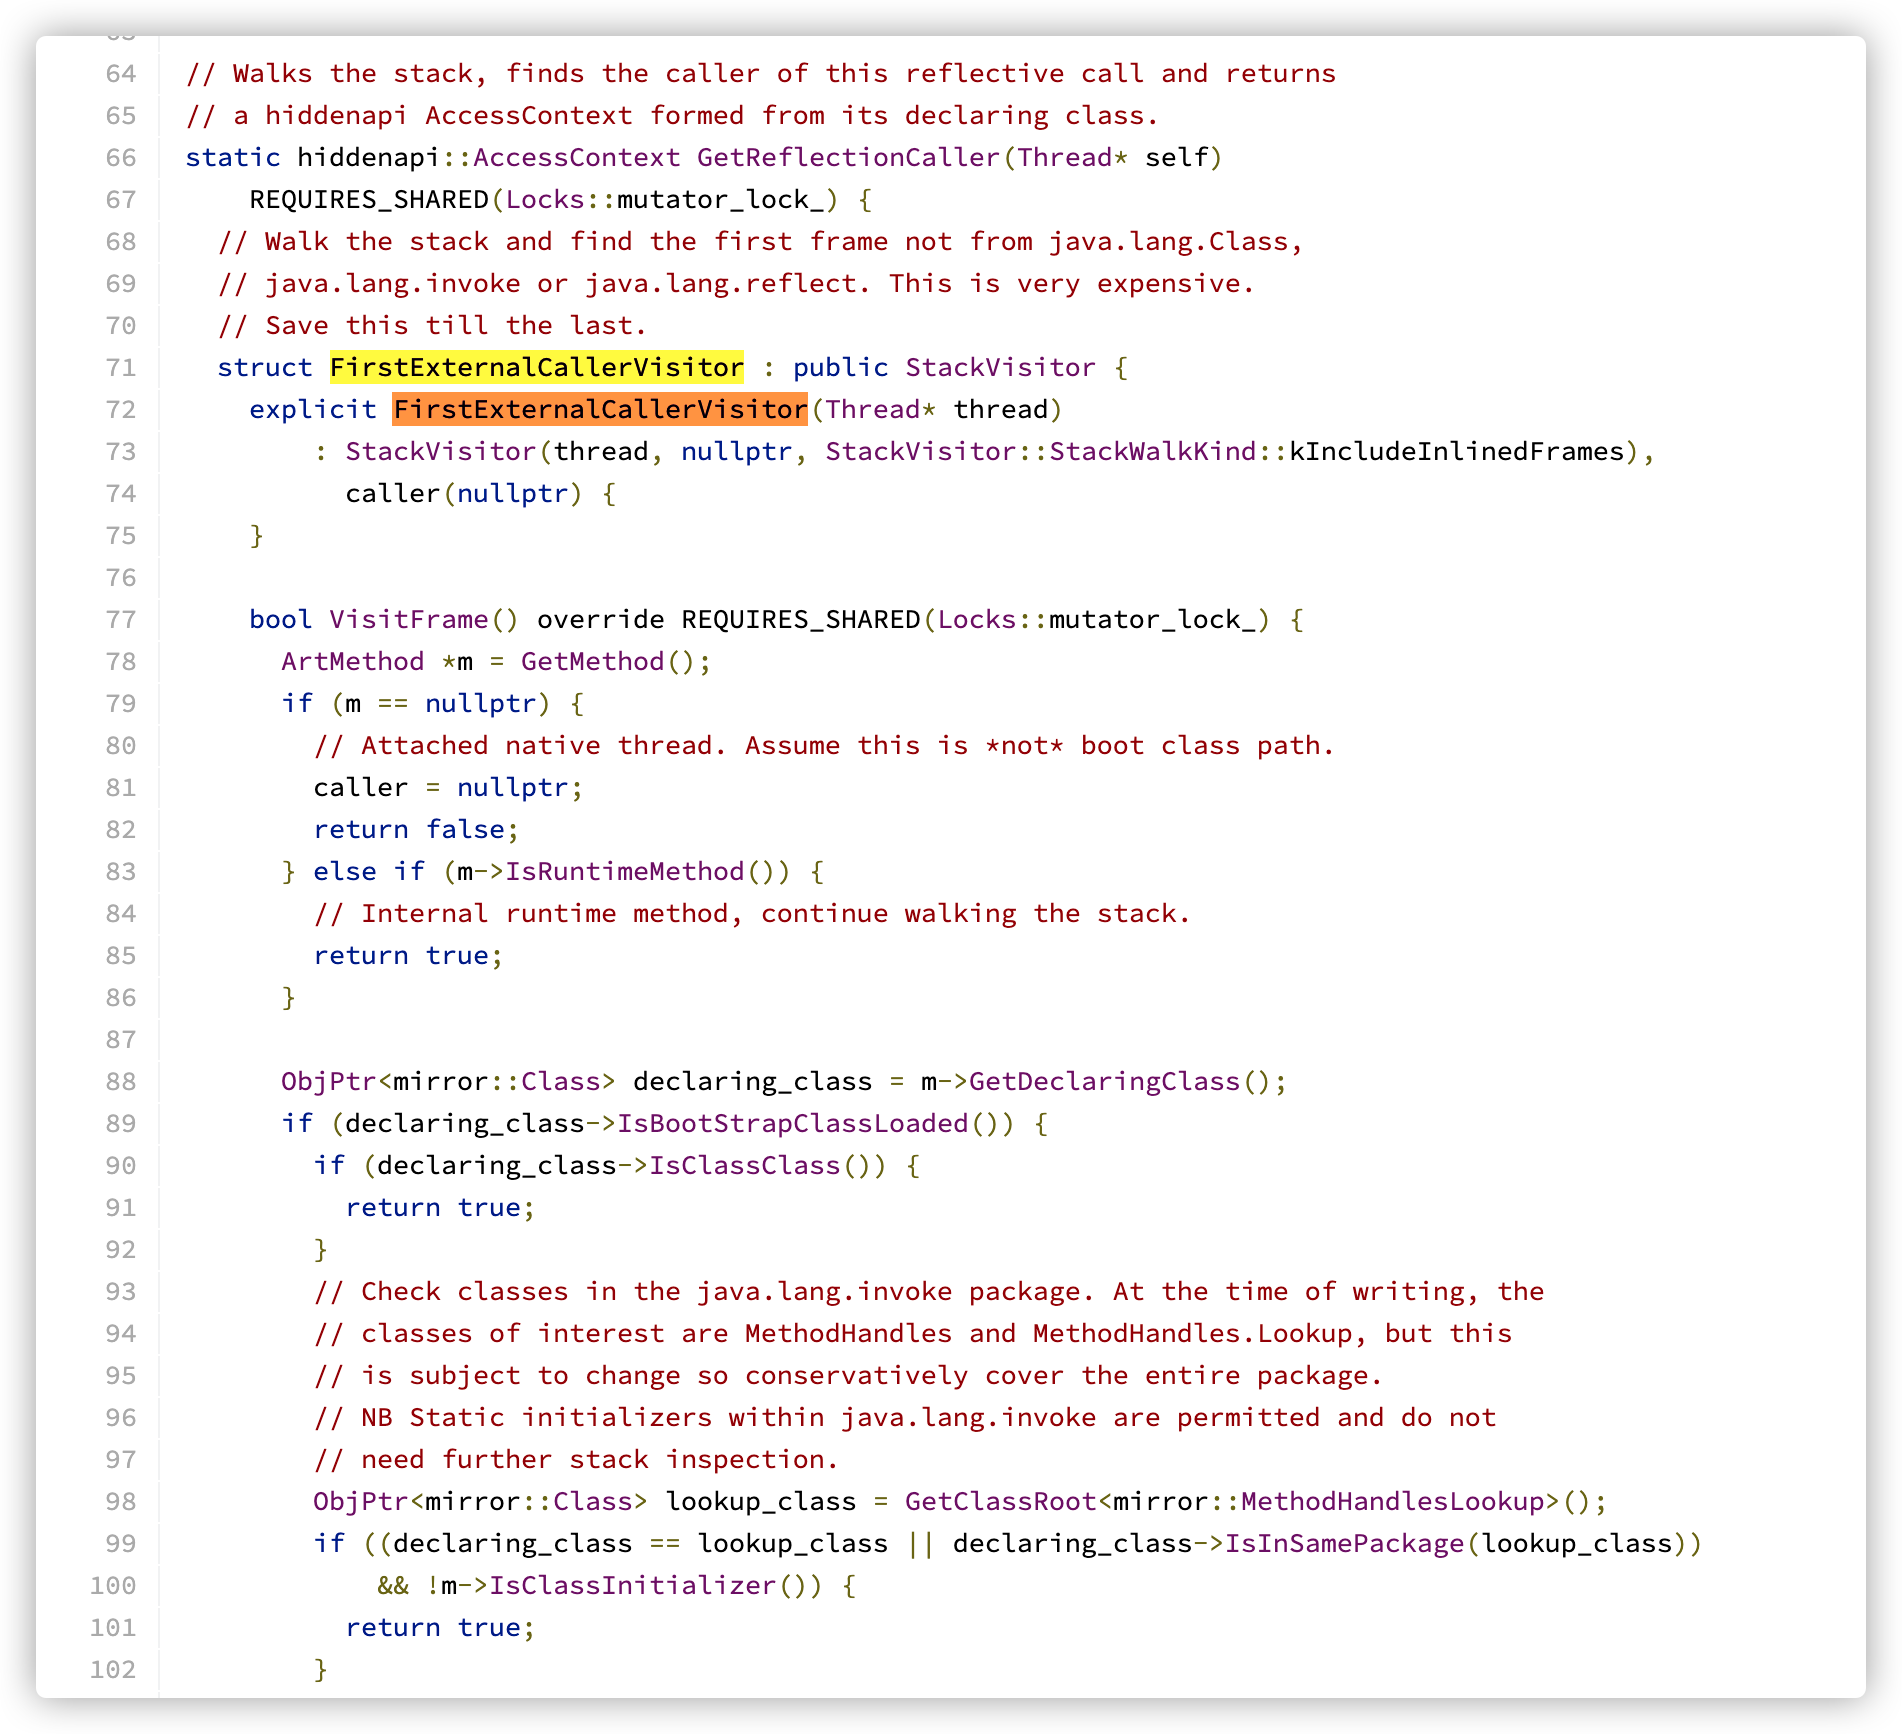 64 // Walks the stack, finds the caller of this reflective call and returns
65 // a hiddenapi AccessContext formed from its declaring class.
66 static hiddenapi::AccessContext GetReflectionCaller(Thread* self)
67     REQUIRES_SHARED(Locks::mutator_lock_) {
68   // Walk the stack and find the first frame not from java.lang.Class,
69   // java.lang.invoke or java.lang.reflect. This is very expensive.
70   // Save this till the last.
71   struct FirstExternalCallerVisitor : public StackVisitor {
72     explicit FirstExternalCallerVisitor(Thread* thread)
73         : StackVisitor(thread, nullptr, StackVisitor::StackWalkKind::kIncludeInlinedFrames),
74           caller(nullptr) {
75     }
76
77     bool VisitFrame() override REQUIRES_SHARED(Locks::mutator_lock_) {
78       ArtMethod *m = GetMethod();
79       if (m == nullptr) {
80         // Attached native thread. Assume this is *not* boot class path.
81         caller = nullptr;
82         return false;
83       } else if (m->IsRuntimeMethod()) {
84         // Internal runtime method, continue walking the stack.
85         return true;
86       }
87
88       ObjPtr<mirror::Class> declaring_class = m->GetDeclaringClass();
89       if (declaring_class->IsBootStrapClassLoaded()) {
90         if (declaring_class->IsClassClass()) {
91           return true;
92         }
93         // Check classes in the java.lang.invoke package. At the time of writing, the
94         // classes of interest are MethodHandles and MethodHandles.Lookup, but this
95         // is subject to change so conservatively cover the entire package.
96         // NB Static initializers within java.lang.invoke are permitted and do not
97         // need further stack inspection.
98         ObjPtr<mirror::Class> lookup_class = GetClassRoot<mirror::MethodHandlesLookup>();
99         if ((declaring_class == lookup_class || declaring_class->IsInSamePackage(lookup_class))
100             && !m->IsClassInitializer()) {
101           return true;
102         }